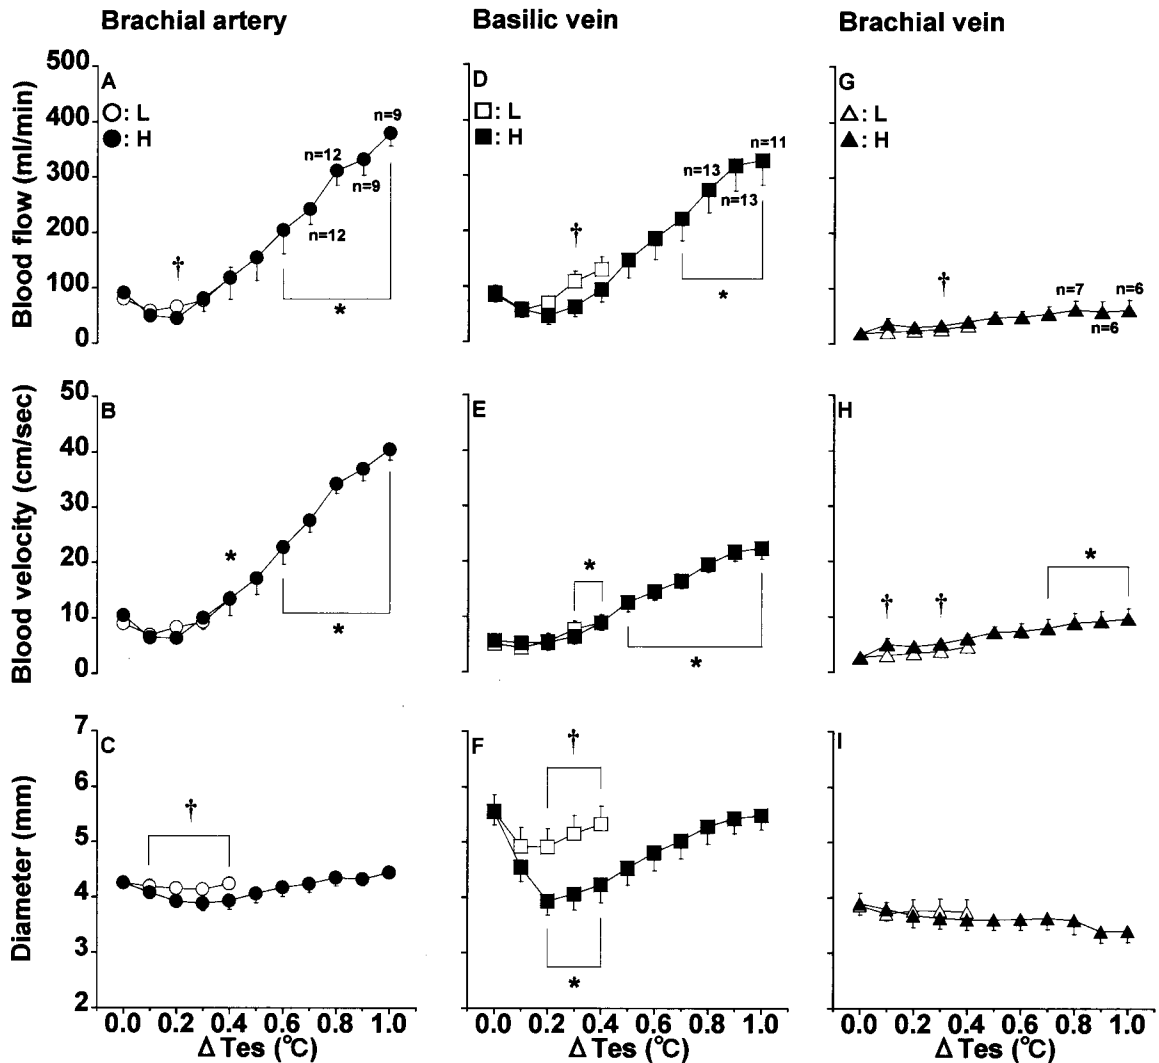 Brachial artery
Basilic vein
Brachial vein
Blood flow (ml/min)
500
400
300
200
100
0
A
○: L
●: H
†
n=12
n=12
n=9
n=9
*
D
□: L
■: H
†
n=13
n=13
n=11
*
G
△: L
▲: H
†
n=7
n=6
n=6
Blood velocity (cm/sec)
50
40
30
20
10
0
B
*
*
E
*
*
H
†
†
*
Diameter (mm)
7
6
5
4
3
2
C
†
F
†
*
I
0.0 0.2 0.4 0.6 0.8 1.0
Δ Tes (°C)
0.0 0.2 0.4 0.6 0.8 1.0
Δ Tes (°C)
0.0 0.2 0.4 0.6 0.8 1.0
Δ Tes (°C)